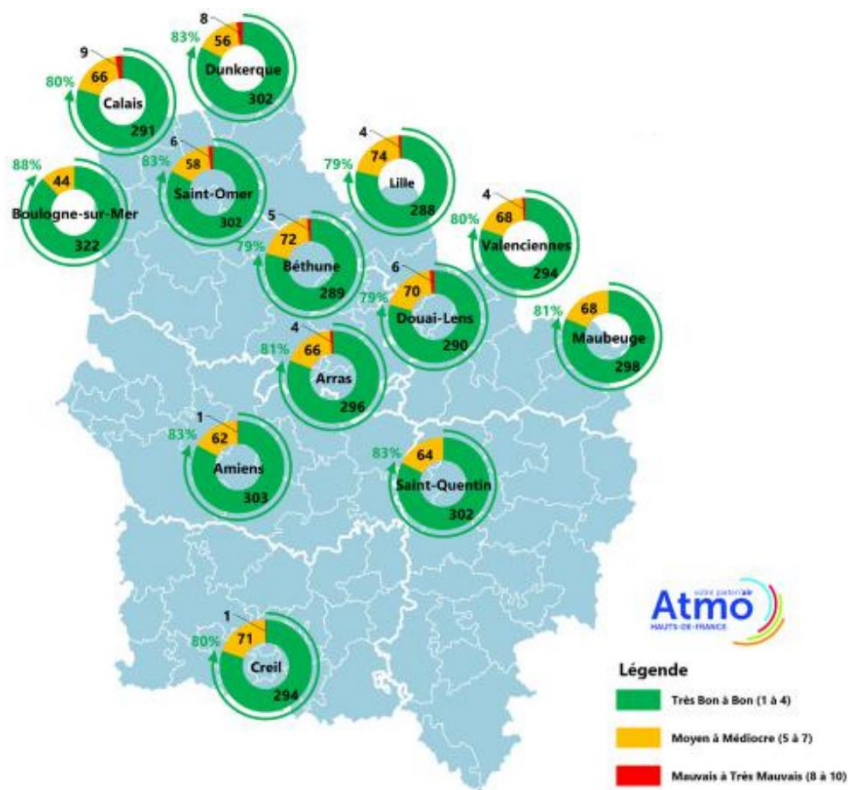 8
83%
56
Dunkerque
302
9
80%
66
Calais
291
6
83%
58
Saint-Omer
302
4
79%
74
Lille
288
88%
44
Boulogne-sur-Mer
322
5
79%
72
Béthune
289
4
80%
68
Valenciennes
294
6
79%
70
Douai-Lens
290
81%
68
Maubeuge
298
4
81%
66
Arras
296
1
83%
62
Amiens
303
83%
64
Saint-Quentin
302
1
80%
71
Creil
294
votre parten'air
Atmo
HAUTS-DE-FRANCE
Légende
Très Bon à Bon (1 à 4)
Moyen à Médiocre (5 à 7)
Mauvais à Très Mauvais (8 à 10)